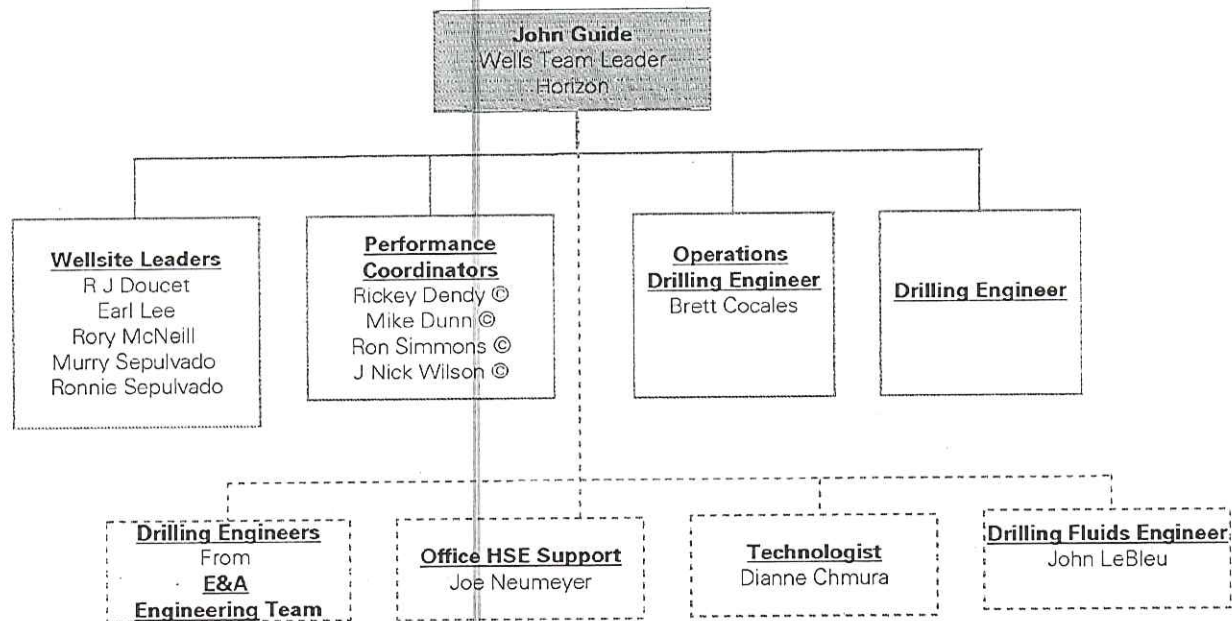 John Guide
Wells Team Leader
Horizon
Wellsite Leaders
R J Doucet
Earl Lee
Rory McNeill
Murry Sepulvado
Ronnie Sepulvado
Performance
Coordinators
Rickey Dendy ©
Mike Dunn ©
Ron Simmons ©
J Nick Wilson ©
Operations
Drilling Engineer
Brett Cocales
Drilling Engineer
Drilling Engineers
From
E&A
Engineering Team
Office HSE Support
Joe Neumeyer
Technologist
Dianne Chmura
Drilling Fluids Engineer
John LeBleu